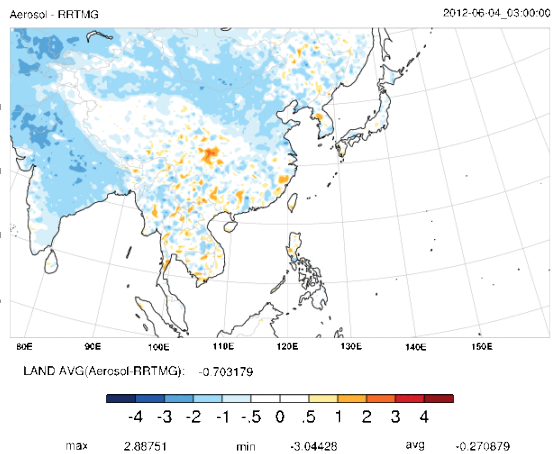 Aerosol - RRTMG 2012-06-04_03:00:00
80E 90E 100E 110E 120E 130E 140E 150E
LAND AVG(Aerosol-RRTMG): -0.703179
-4 -3 -2 -1 -.5 0 .5 1 2 3 4
max 2.88751 min -3.04428 avg -0.270879